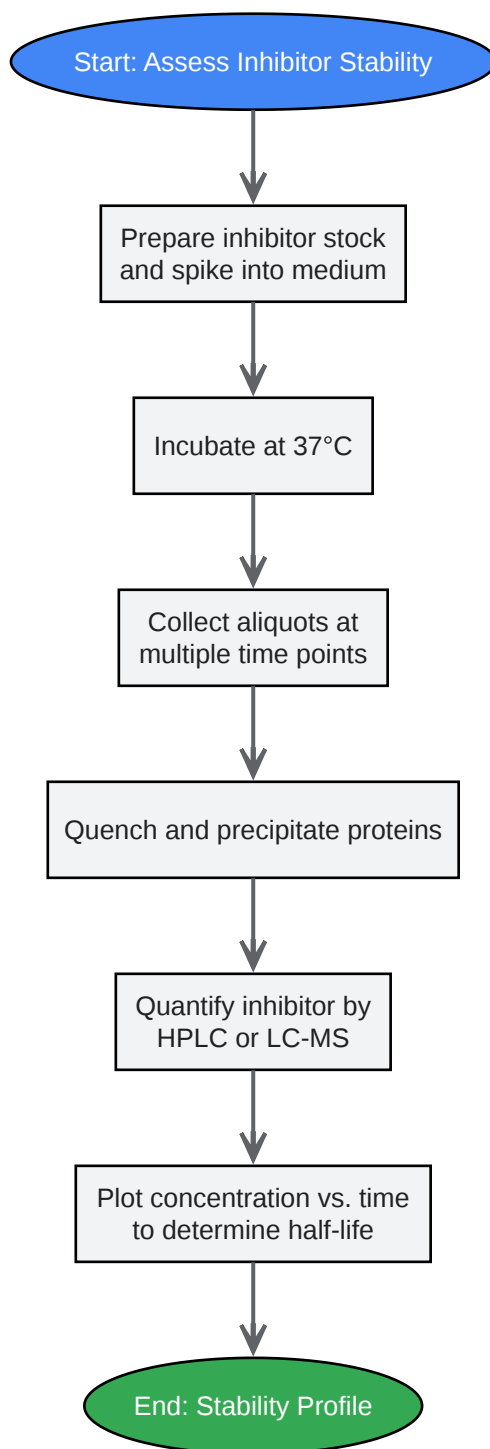 Start: Assess Inhibitor Stability
Prepare inhibitor stock
and spike into medium
Incubate at 37°C
Collect aliquots at
multiple time points
Quench and precipitate proteins
Quantify inhibitor by
HPLC or LC-MS
Plot concentration vs. time
to determine half-life
End: Stability Profile